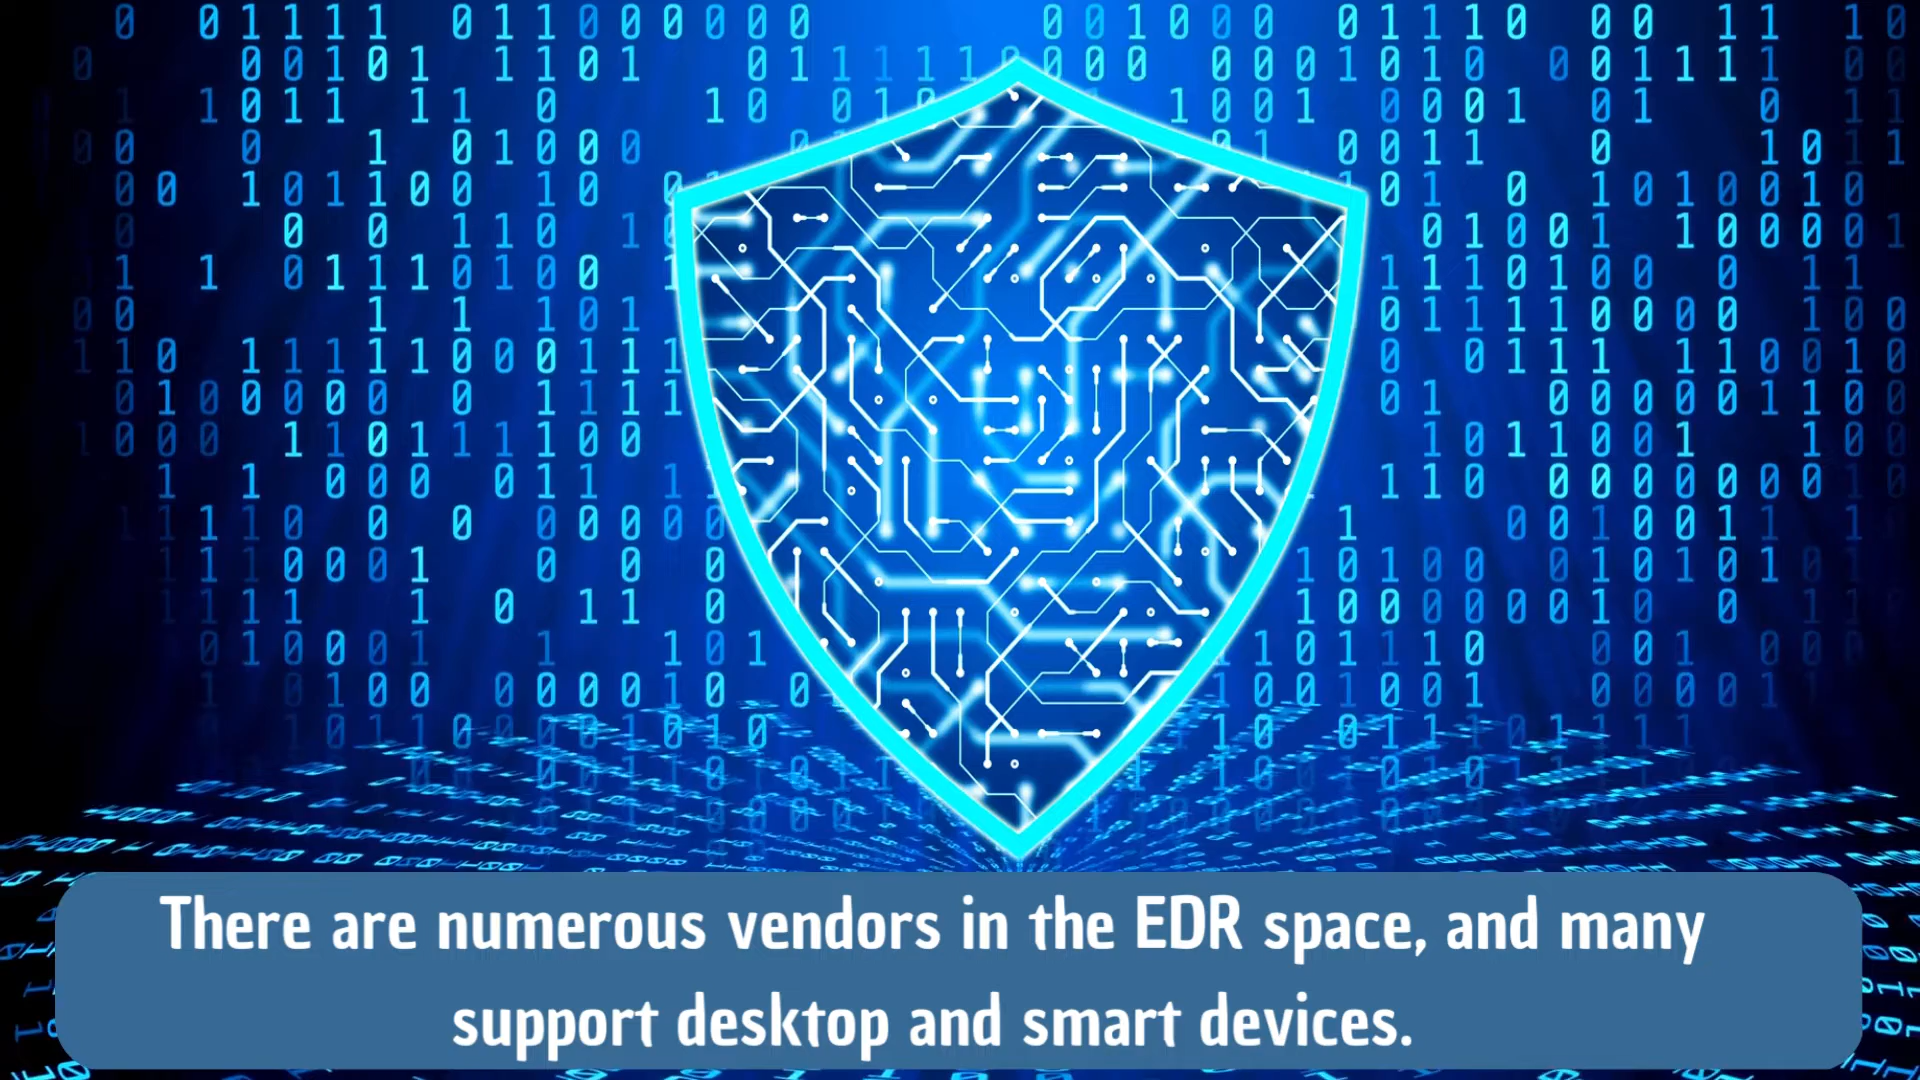 There are numerous vendors in the EDR space, and many
support desktop and smart devices.